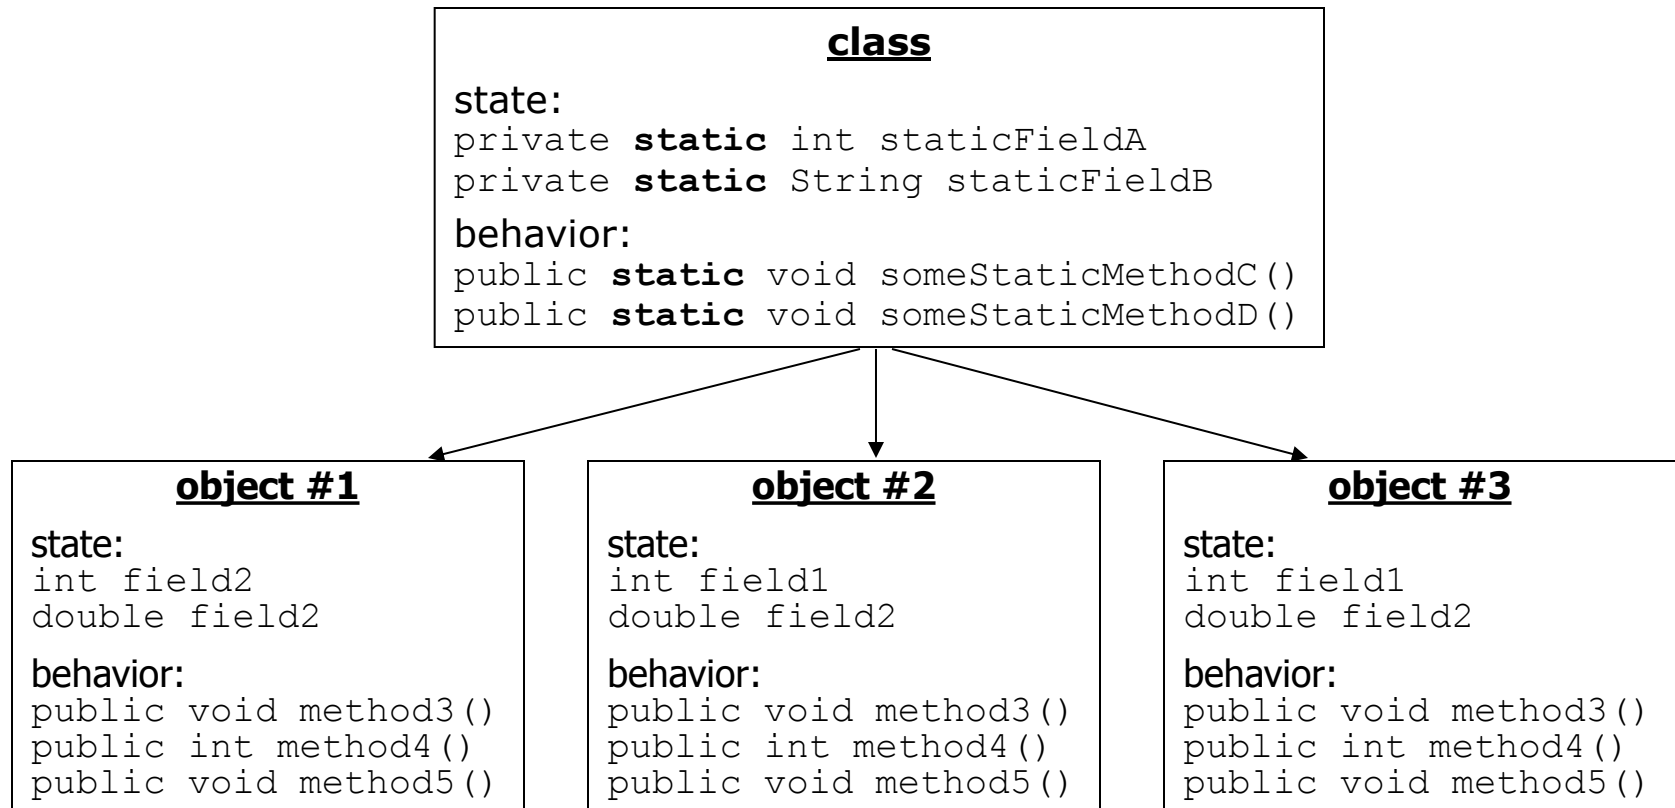 class
state:
private static int staticFieldA
private static String staticFieldB
behavior:
public static void someStaticMethodC()
public static void someStaticMethodD()
object #1
state:
int field2
double field2
behavior:
public void method3()
public int method4()
public void method5()
object #2
state:
int field1
double field2
behavior:
public void method3()
public int method4()
public void method5()
object #3
state:
int field1
double field2
behavior:
public void method3()
public int method4()
public void method5()